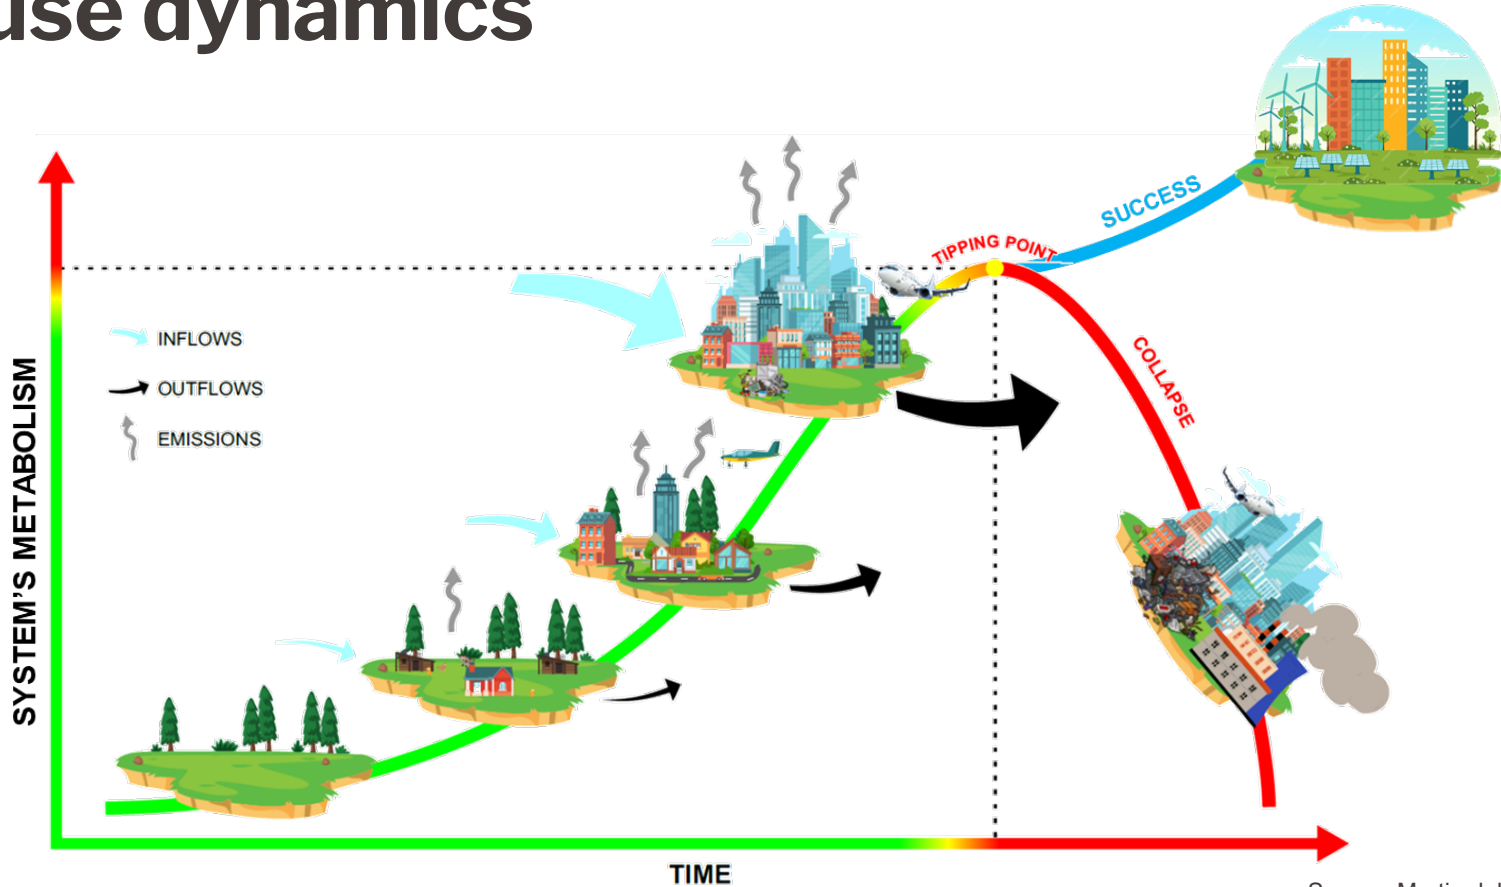 use dynamics
SUCCESS
TIPPING POINT
INFLOWS
OUTFLOWS
EMISSIONS
COLLAPSE
SYSTEM'S METABOLISM
TIME